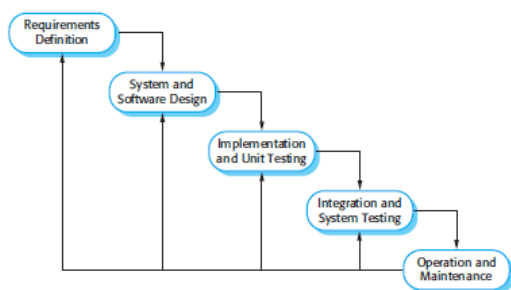 Requirements
Definition
System and
Software Design
Implementation
and Unit Testing
Integration and
System Testing
Operation and
Maintenance